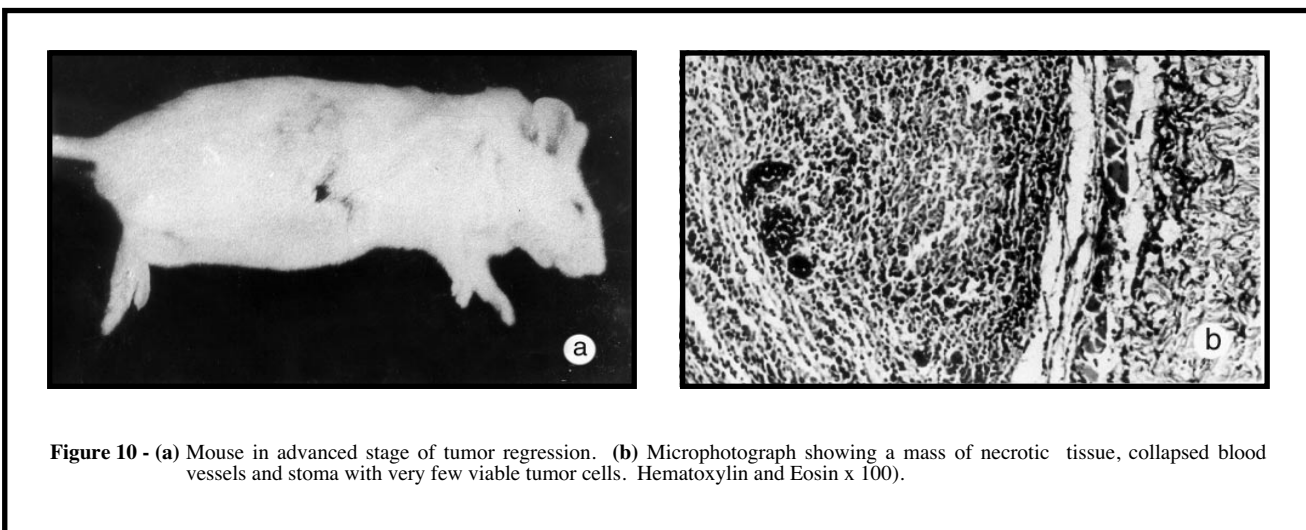 a
b
Figure 10 - (a) Mouse in advanced stage of tumor regression. (b) Microphotograph showing a mass of necrotic tissue, collapsed blood
vessels and stoma with very few viable tumor cells. Hematoxylin and Eosin x 100).